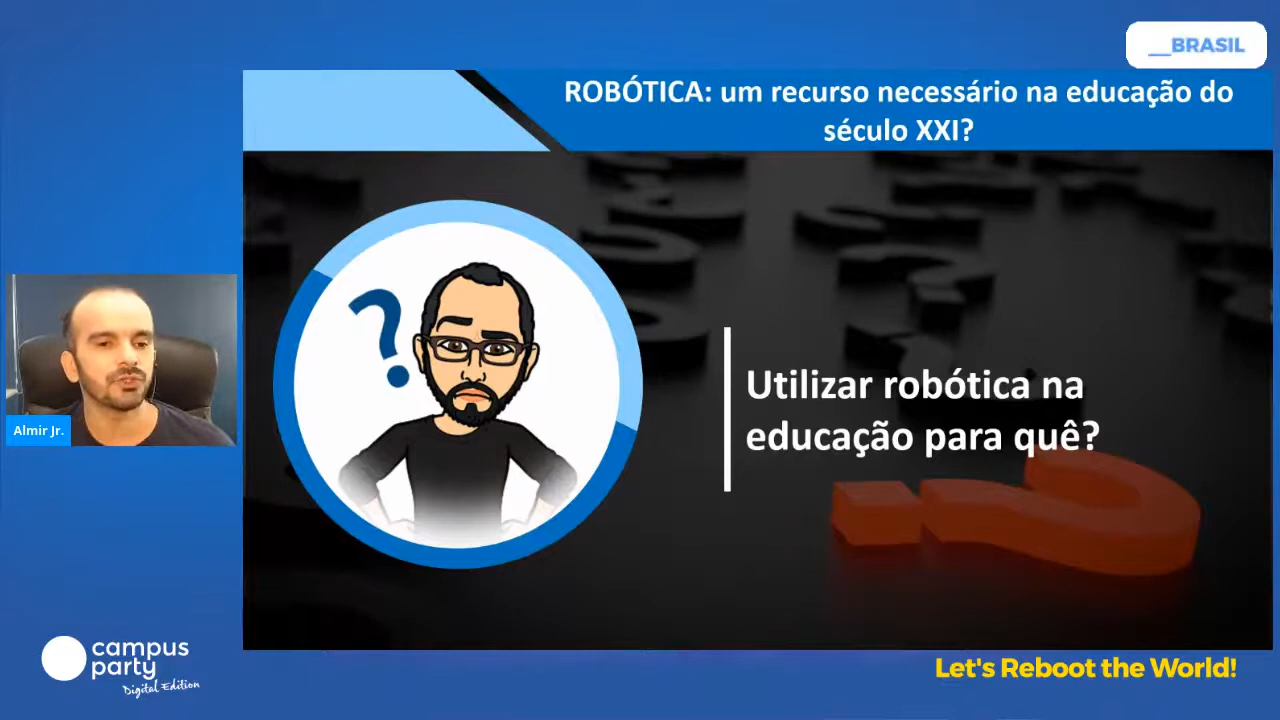 __BRASIL
ROBÓTICA: um recurso necessário na educação do
século XXI?
?
Utilizar robótica na
educação para quê?
Almir Jr.
campus
party
Digital Edition
Let's Reboot the World!